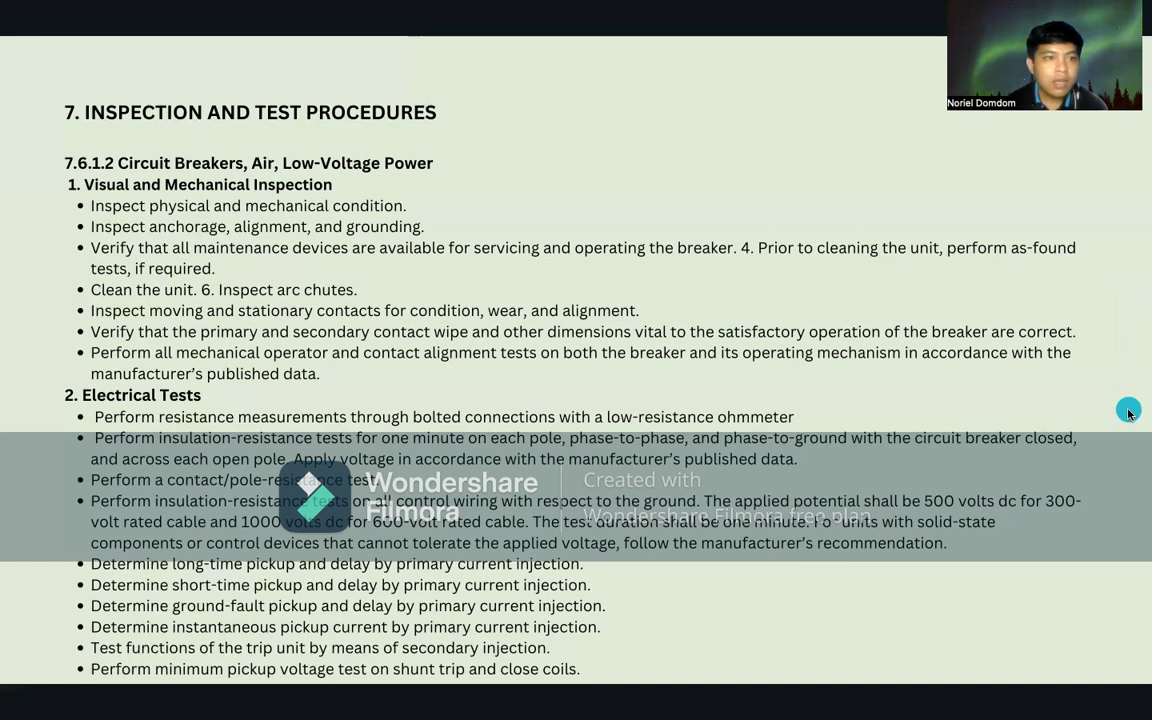 Noriel Domdom
7. INSPECTION AND TEST PROCEDURES
7.6.1.2 Circuit Breakers, Air, Low-Voltage Power
1. Visual and Mechanical Inspection
• Inspect physical and mechanical condition.
• Inspect anchorage, alignment, and grounding.
• Verify that all maintenance devices are available for servicing and operating the breaker. 4. Prior to cleaning the unit, perform as-found
tests, if required.
• Clean the unit. 6. Inspect arc chutes.
• Inspect moving and stationary contacts for condition, wear, and alignment.
• Verify that the primary and secondary contact wipe and other dimensions vital to the satisfactory operation of the breaker are correct.
• Perform all mechanical operator and contact alignment tests on both the breaker and its operating mechanism in accordance with the
manufacturer's published data.
2. Electrical Tests
• Perform resistance measurements through bolted connections with a low-resistance ohmmeter
• Perform insulation-resistance tests for one minute on each pole, phase-to-phase, and phase-to-ground with the circuit breaker closed,
and across each open pole. Apply voltage in accordance with the manufacturer's published data.
• Perform a contact/pole-resistance test.
• Perform insulation-resistance tests on all control wiring with respect to the ground. The applied potential shall be 500 volts dc for 300-
volt rated cable and 1000 volts dc for 600-volt rated cable. The test duration shall be one minute. For units with solid-state
components or control devices that cannot tolerate the applied voltage, follow the manufacturer's recommendation.
• Determine long-time pickup and delay by primary current injection.
• Determine short-time pickup and delay by primary current injection.
• Determine ground-fault pickup and delay by primary current injection.
• Determine instantaneous pickup current by primary current injection.
• Test functions of the trip unit by means of secondary injection.
• Perform minimum pickup voltage test on shunt trip and close coils.
Wondershare
Filmora
Created with
Wondershare Filmora free plan